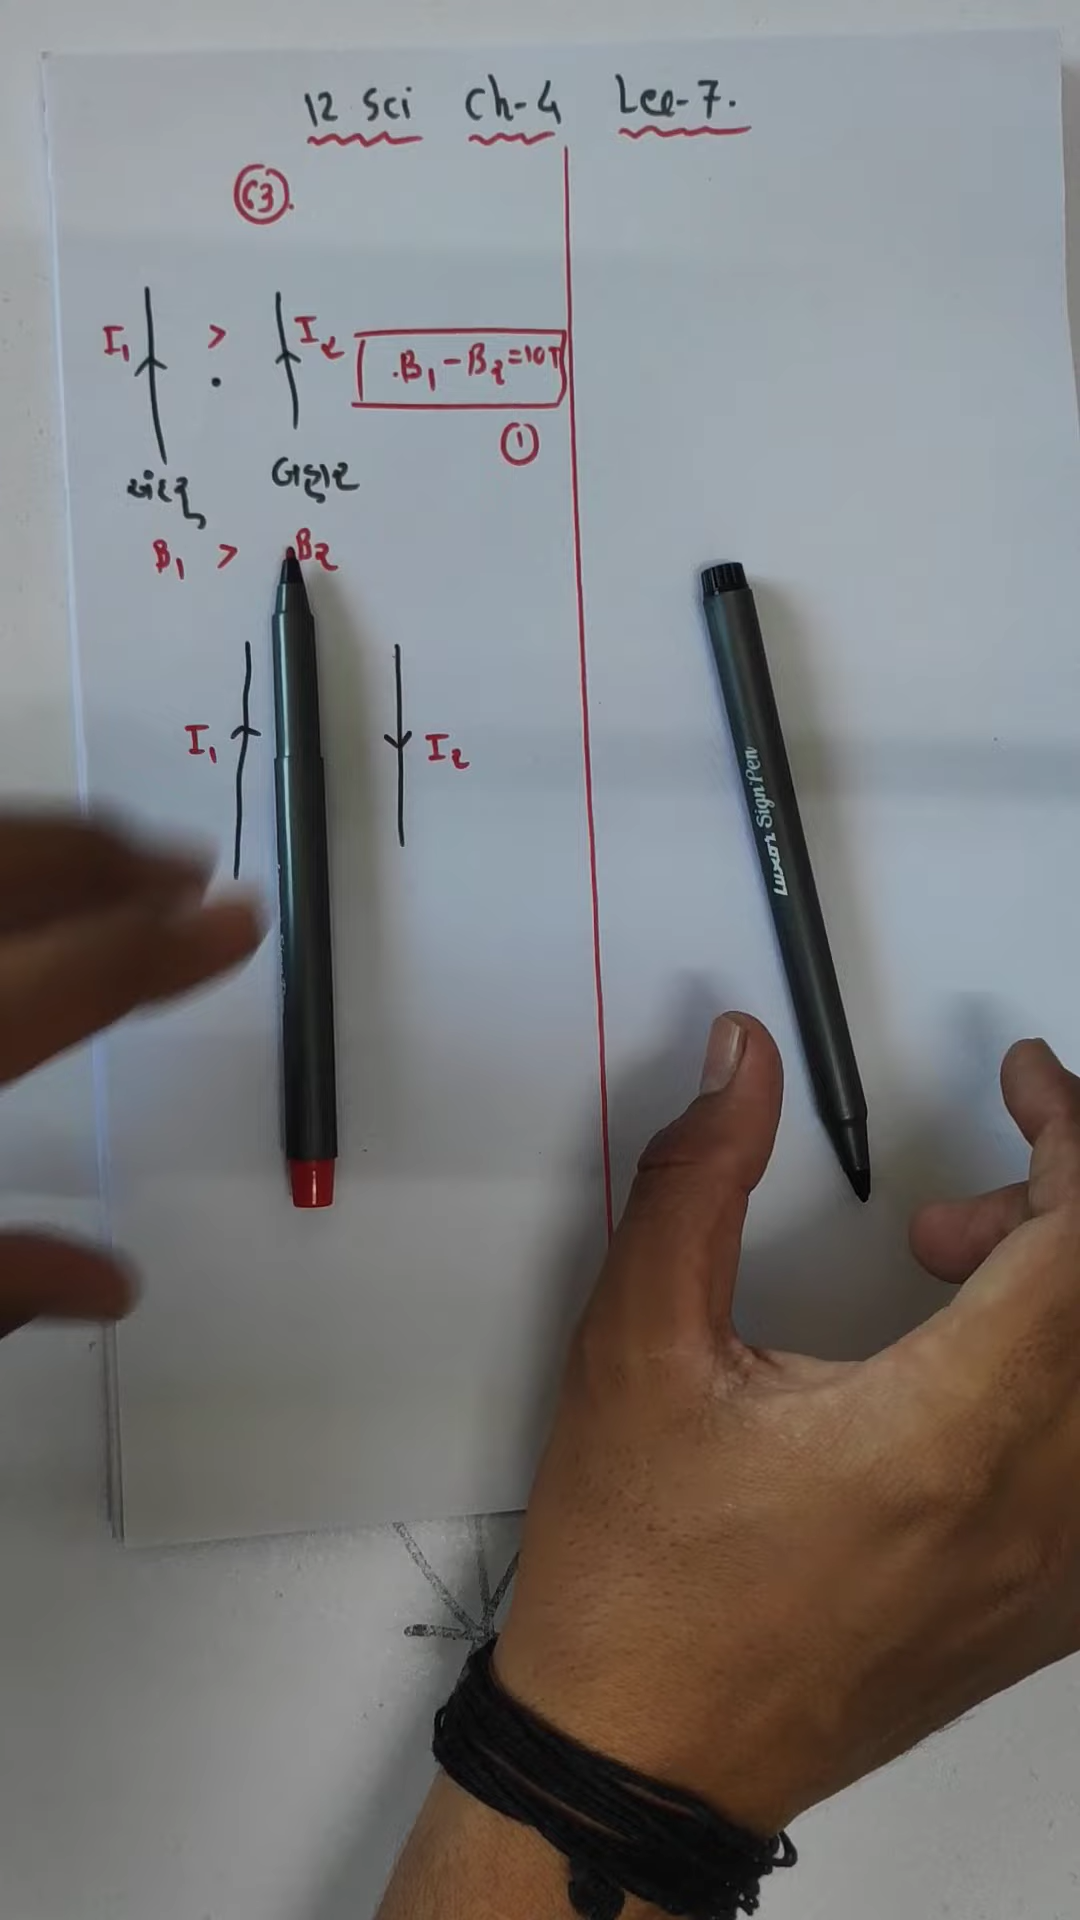 12 Sci Ch-4 Lec-7.
63.
I₁ > I₂
.B₁ - B₂ = 10T
1
અંદર બહાર
B₁ > B₂
I₁ I₂
Luxor Sign Pen